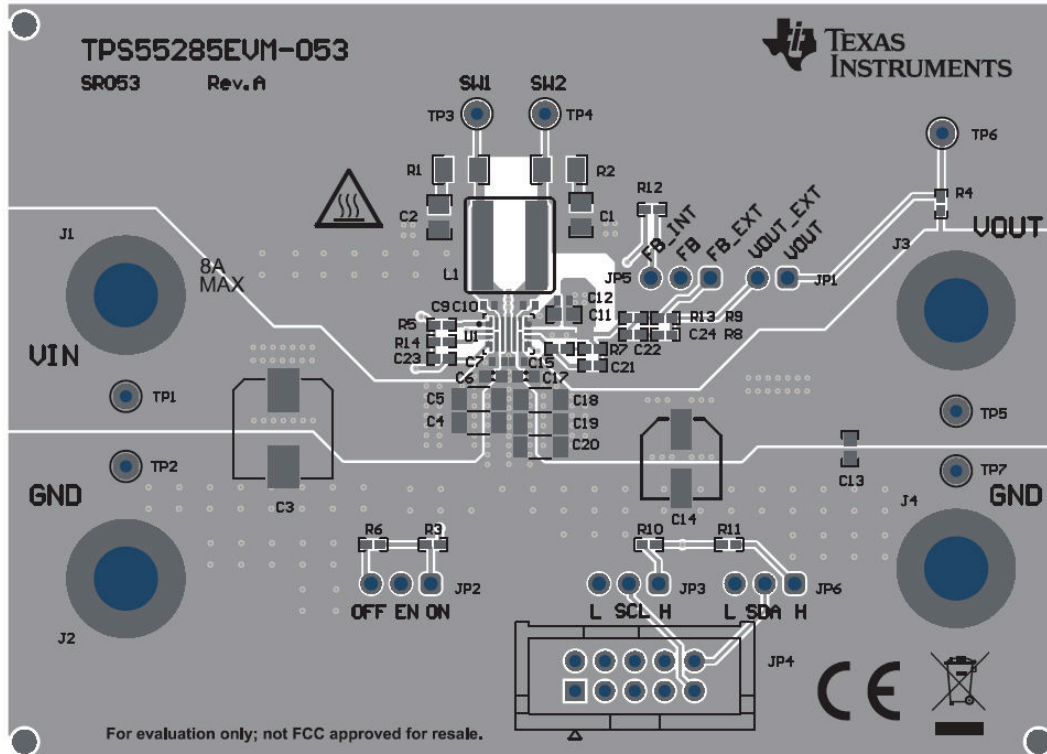 TPS55285EVM-053
SR053 Rev.A
TEXAS
INSTRUMENTS
SW1 SW2
TP3 TP4
TP6
R1 R2
R12
R4
C2 C1
FB_INT
FB
FB_EXT
VOUT_EXT
VOUT
J1
J3
VOUT
8A
MAX
L1
JP5
JP1
C9 C10
C12
C11
R5
U1
R13 R9
R14
C24 R8
C22
VIN
C23
C7
C15
R7
C21
C6
C17
TP1
C5
C18
C4
C19
TP5
C20
TP2
TP7
GND
C3
C14
C13
GND
J4
R6 R3
R10 R11
JP2
JP3
JP6
OFF EN ON
L SCL H
L SDA H
J2
JP4
CE
For evaluation only; not FCC approved for resale.